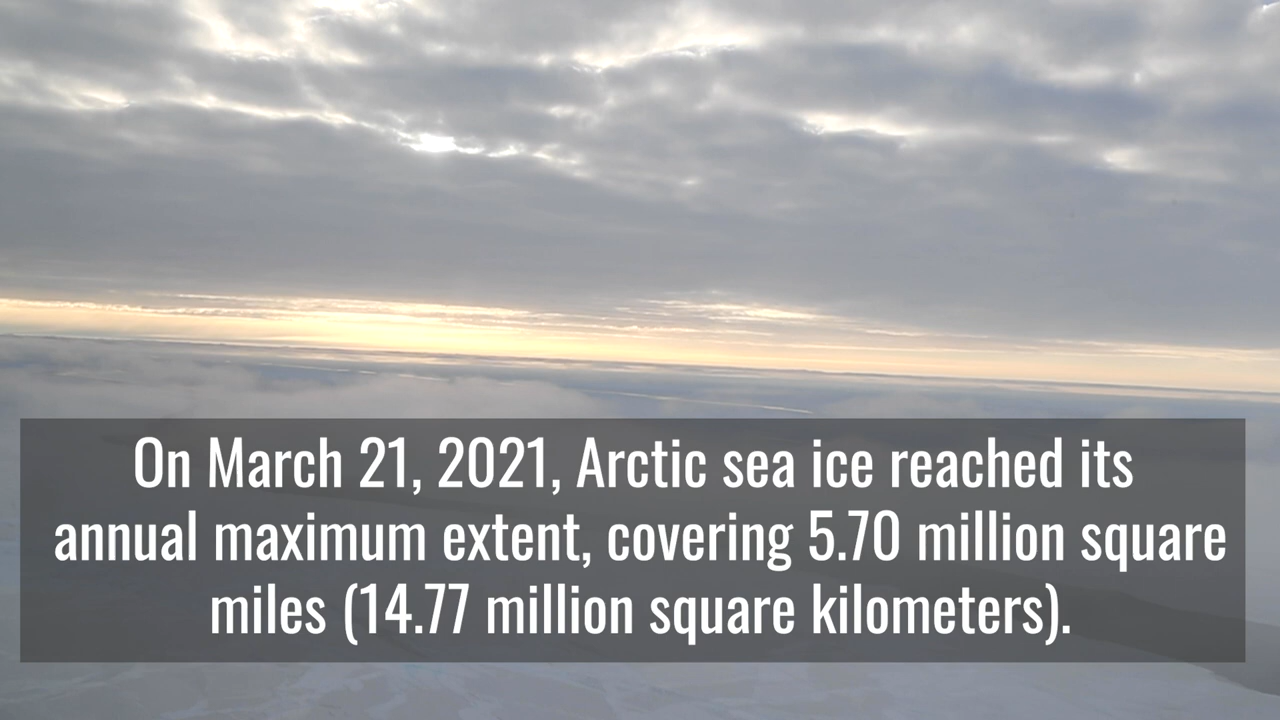 On March 21, 2021, Arctic sea ice reached its
annual maximum extent, covering 5.70 million square
miles (14.77 million square kilometers).